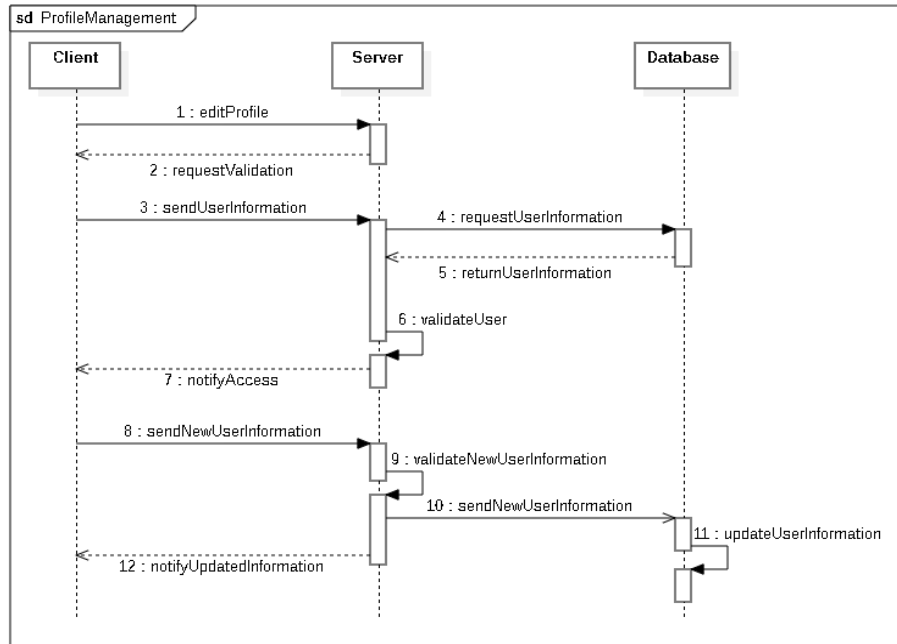 sd ProfileManagement
Client
Server
Database
1 : editProfile
2 : requestValidation
3 : sendUserInformation
4 : requestUserInformation
5 : returnUserInformation
6 : validateUser
7 : notifyAccess
8 : sendNewUserInformation
9 : validateNewUserInformation
10 : sendNewUserInformation
11 : updateUserInformation
12 : notifyUpdatedInformation